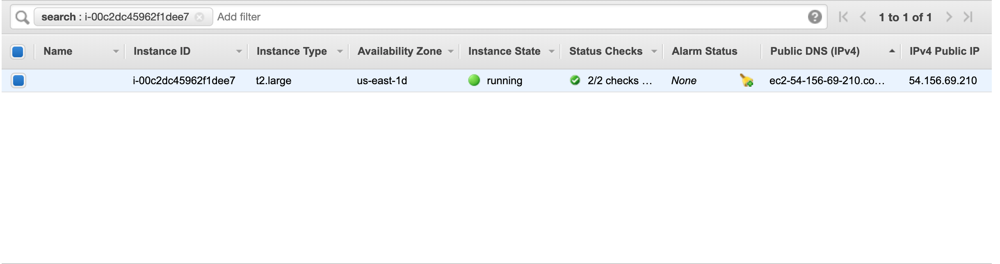 search : i-00c2dc45962f1dee7 Add filter ? 1 to 1 of 1
Name Instance ID Instance Type Availability Zone Instance State Status Checks Alarm Status Public DNS (IPv4) IPv4 Public IP
i-00c2dc45962f1dee7 t2.large us-east-1d running 2/2 checks … None ec2-54-156-69-210.co… 54.156.69.210